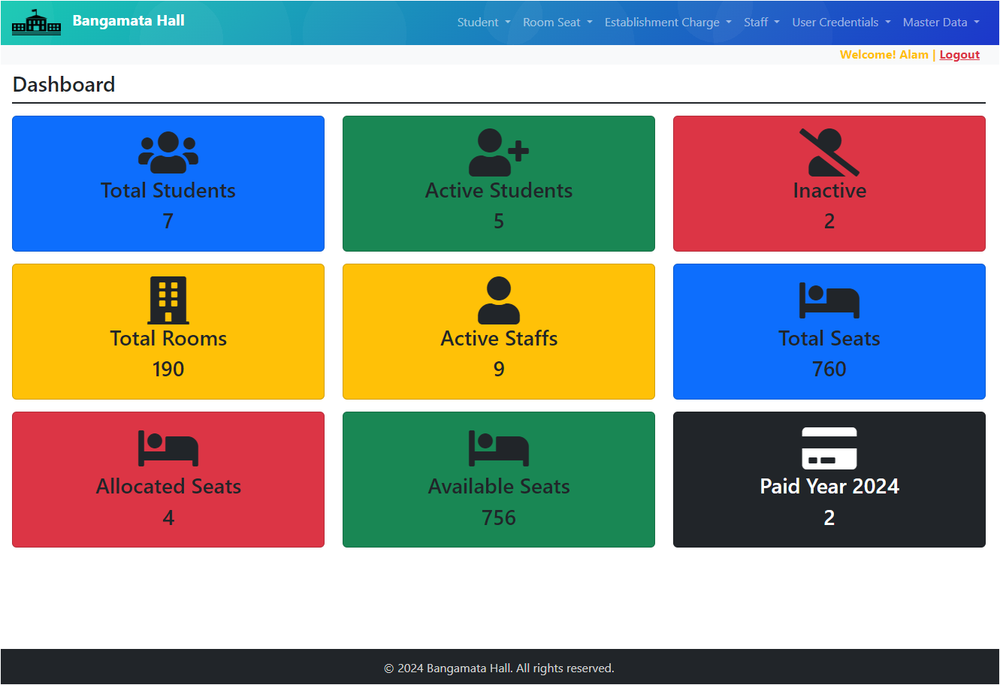 Bangamata Hall
Student Room Seat Establishment Charge Staff User Credentials Master Data
Welcome! Alam | Logout
Dashboard
Total Students
7
Active Students
5
Inactive
2
Total Rooms
190
Active Staffs
9
Total Seats
760
Allocated Seats
4
Available Seats
756
Paid Year 2024
2
© 2024 Bangamata Hall. All rights reserved.